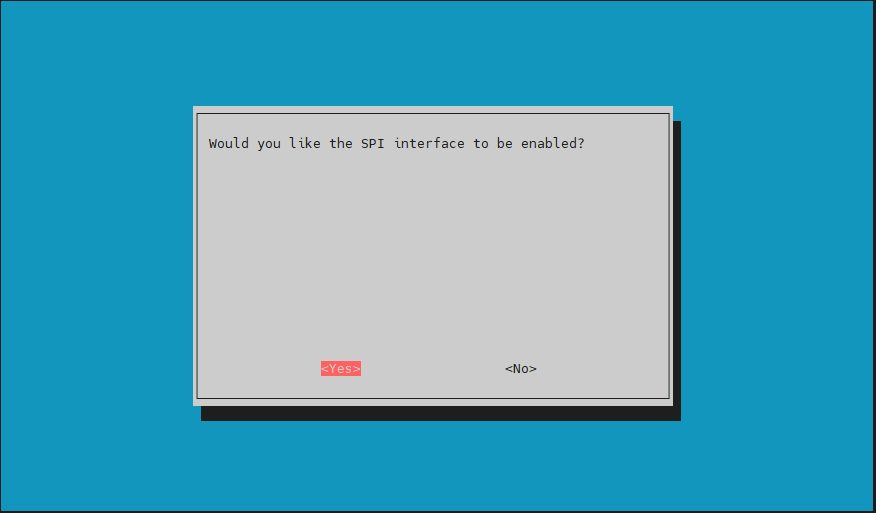 Would you like the SPI interface to be enabled?
<Yes> <No>